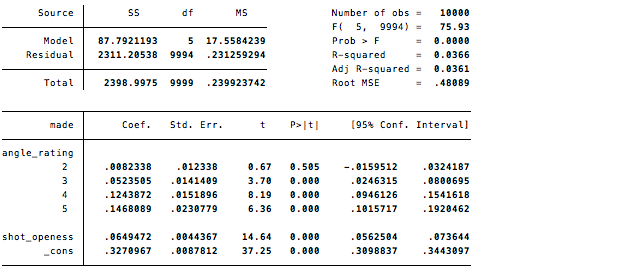 Source SS df MS Number of obs = 10000
F( 5, 9994) = 75.93
Model 87.7921193 5 17.5584239 Prob > F = 0.0000
Residual 2311.20538 9994 .231259294 R-squared = 0.0366
Adj R-squared = 0.0361
Total 2398.9975 9999 .239923742 Root MSE = .48089
made Coef. Std. Err. t P>|t| [95% Conf. Interval]
angle_rating
2 .0082338 .012338 0.67 0.505 -.0159512 .0324187
3 .0523505 .0141409 3.70 0.000 .0246315 .0800695
4 .1243872 .0151896 8.19 0.000 .0946126 .1541618
5 .1468089 .0230779 6.36 0.000 .1015717 .1920462
shot_openess .0649472 .0044367 14.64 0.000 .0562504 .073644
_cons .3270967 .0087812 37.25 0.000 .3098837 .3443097